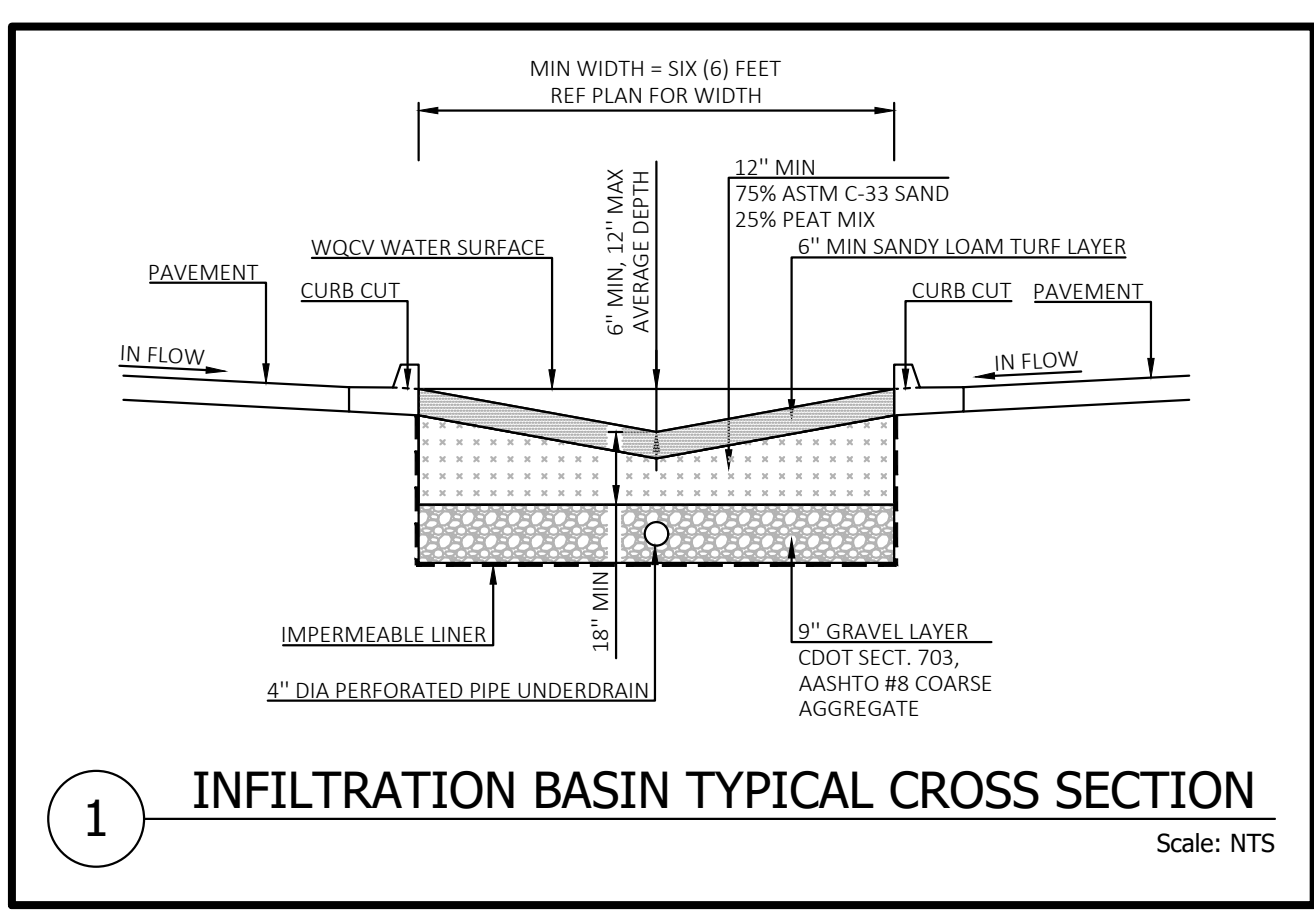 MIN WIDTH = SIX (6) FEET
REF PLAN FOR WIDTH
6" MIN, 12" MAX
AVERAGE DEPTH
12" MIN
75% ASTM C-33 SAND
25% PEAT MIX
WQCV WATER SURFACE
6" MIN SANDY LOAM TURF LAYER
PAVEMENT
CURB CUT
CURB CUT
PAVEMENT
IN FLOW
IN FLOW
18" MIN
IMPERMEABLE LINER
4" DIA PERFORATED PIPE UNDERDRAIN
9" GRAVEL LAYER
CDOT SECT. 703,
AASHTO #8 COARSE
AGGREGATE
1
INFILTRATION BASIN TYPICAL CROSS SECTION
Scale: NTS